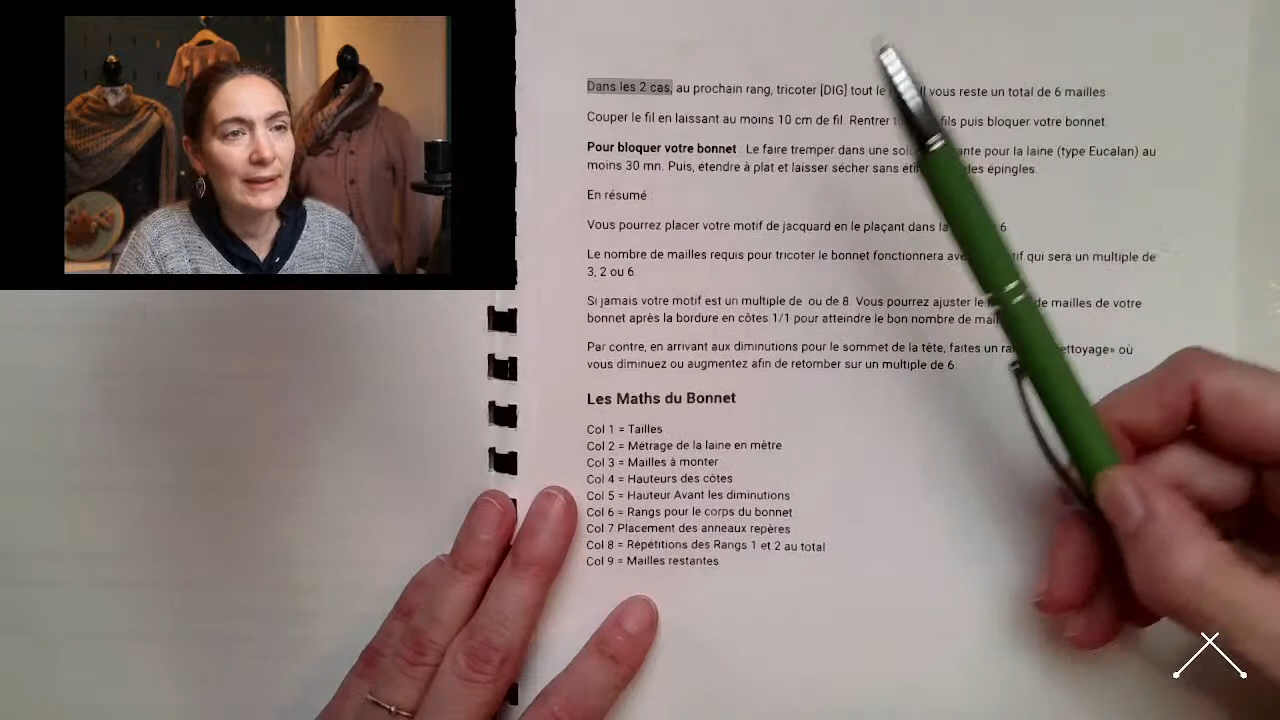 Dans les 2 cas, au prochain rang, tricoter [DIG] tout le vous reste un total de 6 mailles
Couper le fil en laissant au moins 10 cm de fil. Rentrer fils puis bloquer votre bonnet.
Pour bloquer votre bonnet : Le faire tremper dans une pour la laine (type Eucalan) au
moins 30 mn. Puis, étendre à plat et laisser sécher sans des épingles.
En résumé :
Vous pourrez placer votre motif de jacquard en le plaçant dans 6
Le nombre de mailles requis pour tricoter le bonnet fonctionnera qui sera un multiple de
3, 2 ou 6
Si jamais votre motif est un multiple de ou de 8. Vous pourrez ajuster le de mailles de votre
bonnet après la bordure en côtes 1/1 pour atteindre le bon nombre de
Par contre, en arrivant aux diminutions pour le sommet de la tête, faites un où
vous diminuez ou augmentez afin de retomber sur un multiple de 6
Les Maths du Bonnet
Col 1 = Tailles
Col 2 = Métrage de la laine en mètre
Col 3 = Mailles à monter
Col 4 = Hauteurs des côtes
Col 5 = Hauteur Avant les diminutions
Col 6 = Rangs pour le corps du bonnet
Col 7 Placement des anneaux repères
Col 8 = Répétitions des Rangs 1 et 2 au total
Col 9 = Mailles restantes